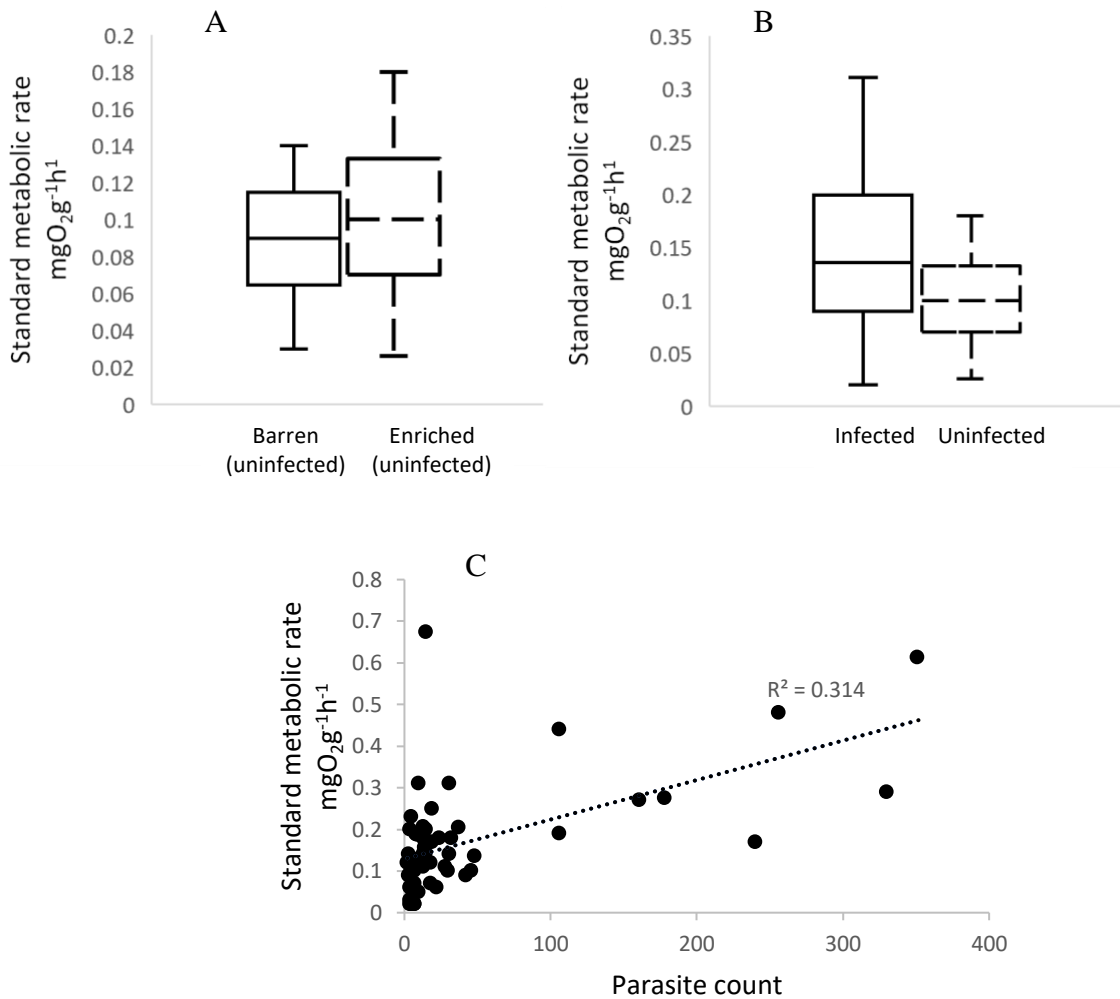 A
Standard metabolic rate
mgO₂g⁻¹h¹
0.2
0.18
0.16
0.14
0.12
0.1
0.08
0.06
0.04
0.02
0
Barren
(uninfected)
Enriched
(uninfected)
B
Standard metabolic rate
mgO₂g⁻¹h¹
0.35
0.3
0.25
0.2
0.15
0.1
0.05
0
Infected
Uninfected
C
Standard metabolic rate
mgO₂g⁻¹h⁻¹
0.8
0.7
0.6
0.5
0.4
0.3
0.2
0.1
0
R² = 0.314
0 100 200 300 400
Parasite count